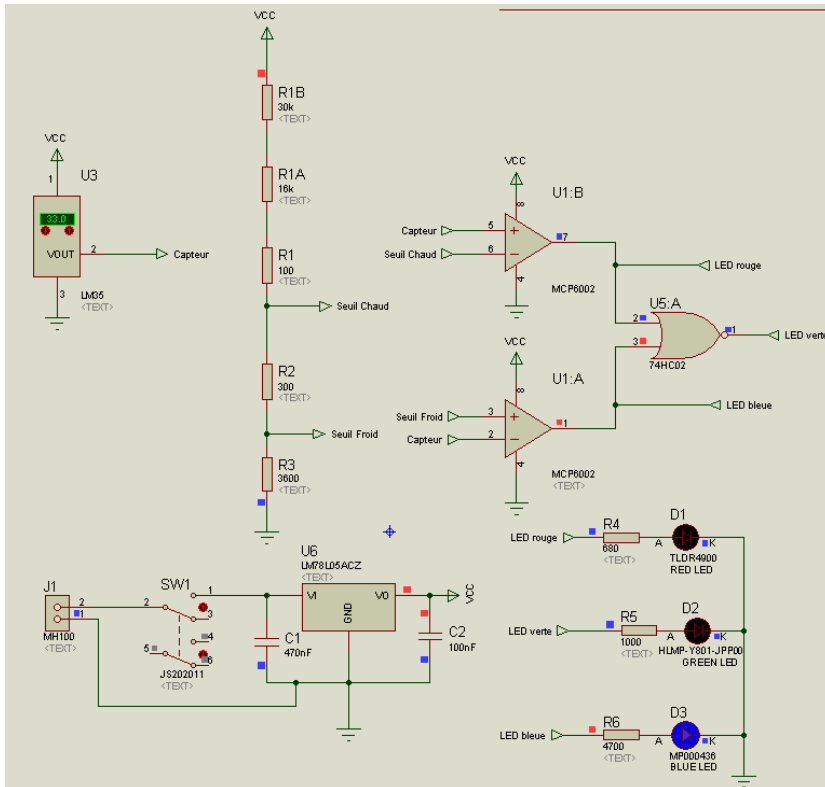 VCC
R1B
30k
<TEXT>
R1A
16k
<TEXT>
R1
100
<TEXT>
Seuil Chaud
R2
300
<TEXT>
Seuil Froid
R3
3600
<TEXT>
VCC
1
U3
33.0
VOUT
2
Capteur
3
LM35
<TEXT>
VCC
8
U1:B
Capteur
5
+
7
Seuil Chaud
6
−
4
MCP6002
LED rouge
U5:A
2
1
LED verte
3
74HC02
<TEXT>
VCC
8
U1:A
Seuil Froid
3
+
1
Capteur
2
−
4
MCP6002
<TEXT>
LED bleue
J1
2
1
MH100
<TEXT>
SW1
1
2
3
4
5
6
JS202011
<TEXT>
U6
LM78L05ACZ
<TEXT>
VI
VO
GND
VCC
C1
470nF
C2
100nF
LED rouge
R4
680
<TEXT>
A
D1
K
TLDR4900
RED LED
LED verte
R5
1000
<TEXT>
A
D2
K
HLMP-Y801-JPP00
GREEN LED
LED bleue
R6
4700
<TEXT>
A
D3
K
MP000436
BLUE LED